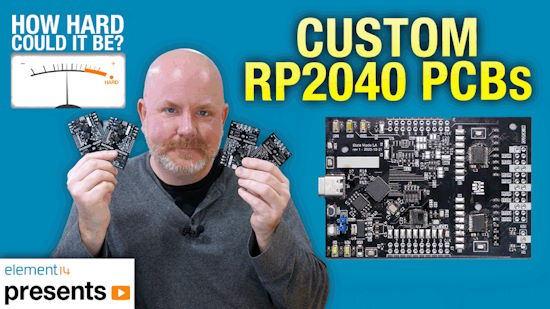 HOW HARD
COULD IT BE?
- +
HARD
CUSTOM
RP2040 PCBs
element14
presents